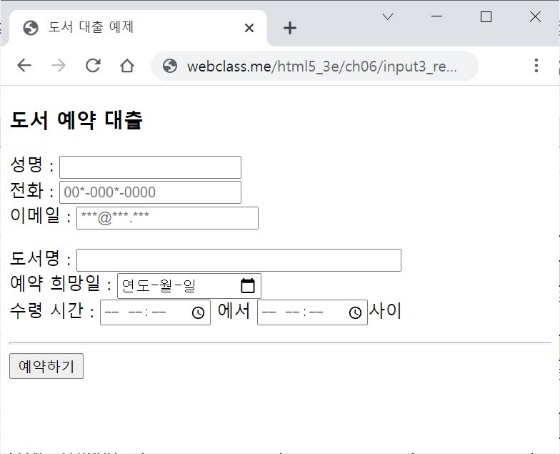 도서 대출 예제
webclass.me/html5_3e/ch06/input3_re...
도서 예약 대출
성명 :
전화 : 00*-000*-0000
이메일 : ***@***.***
도서명 :
예약 희망일 : 연도-월-일
수령 시간 : -- --:-- 에서 -- --:-- 사이
예약하기